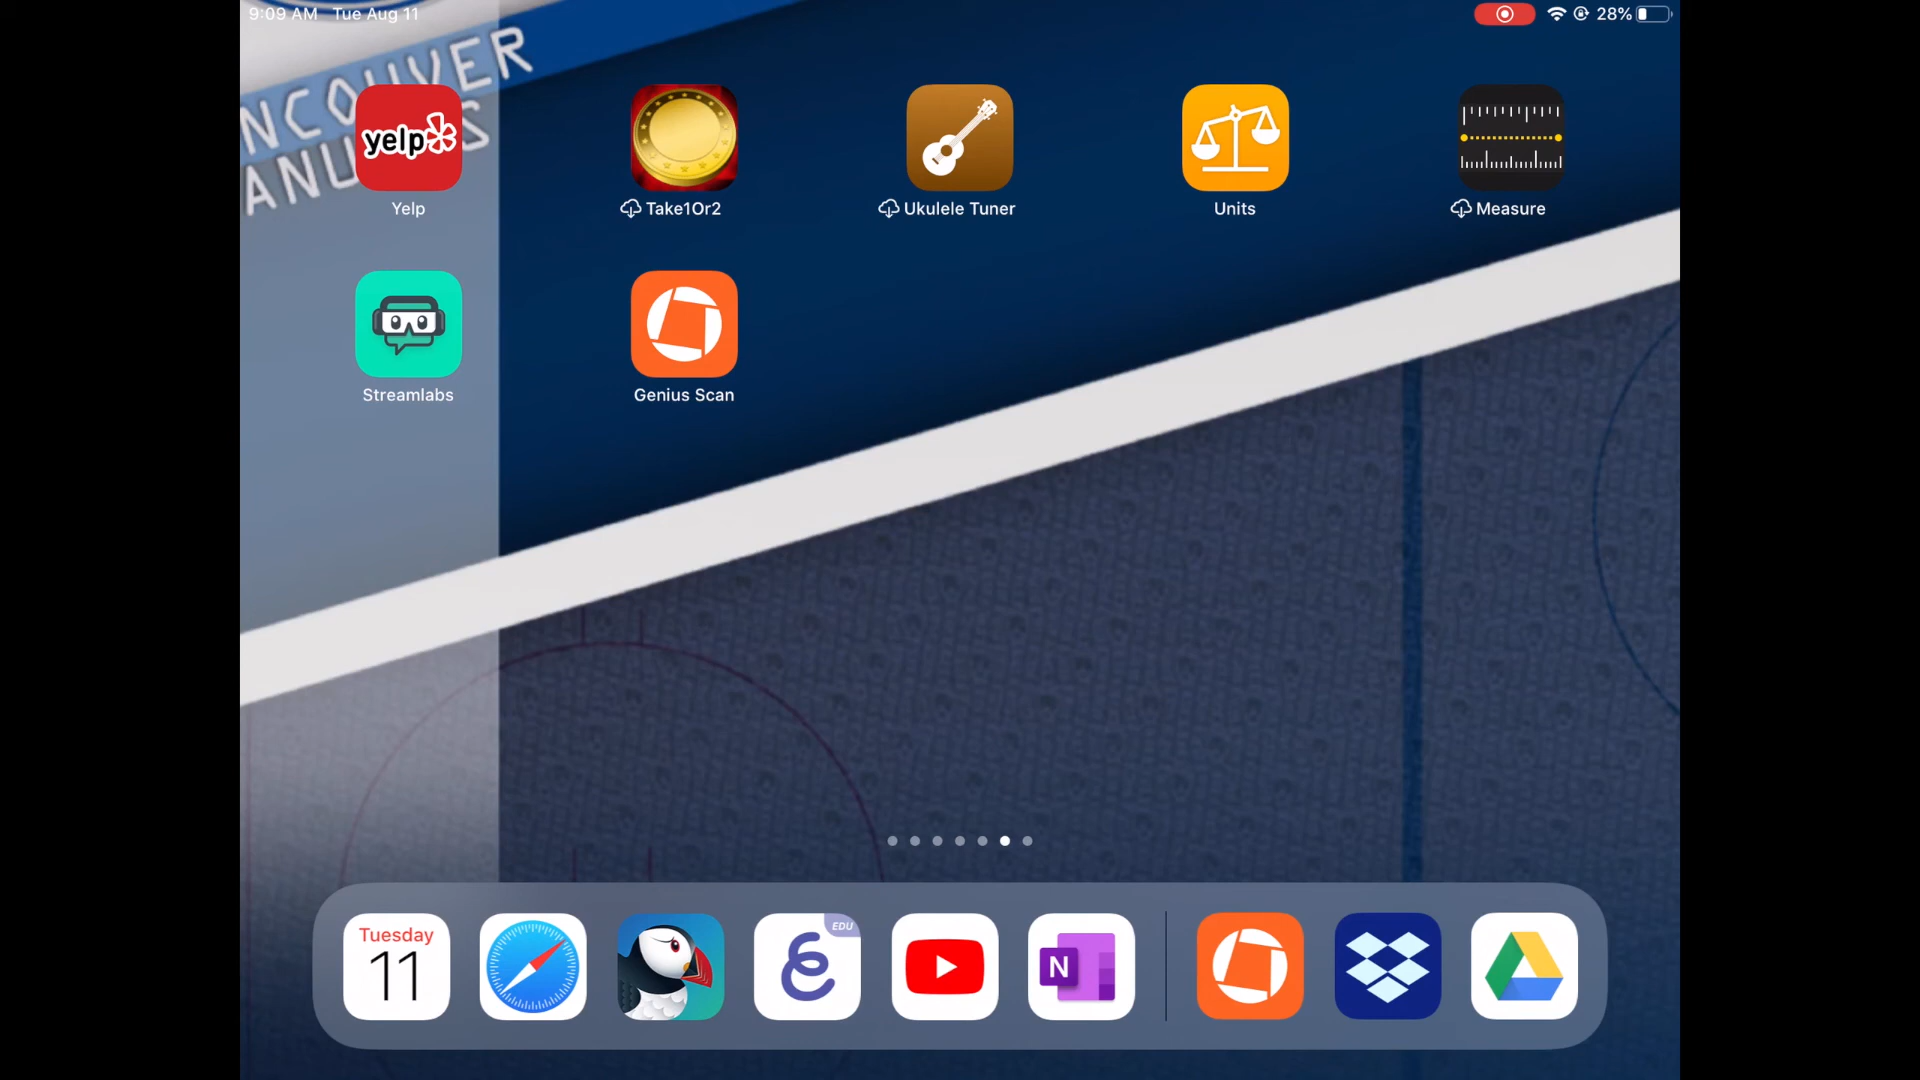 9:09 AM Tue Aug 11
28%
NCOUVER
ANU S
yelp
Yelp
Take1Or2
Ukulele Tuner
Units
Measure
Streamlabs
Genius Scan
Tuesday
11
EDU
N